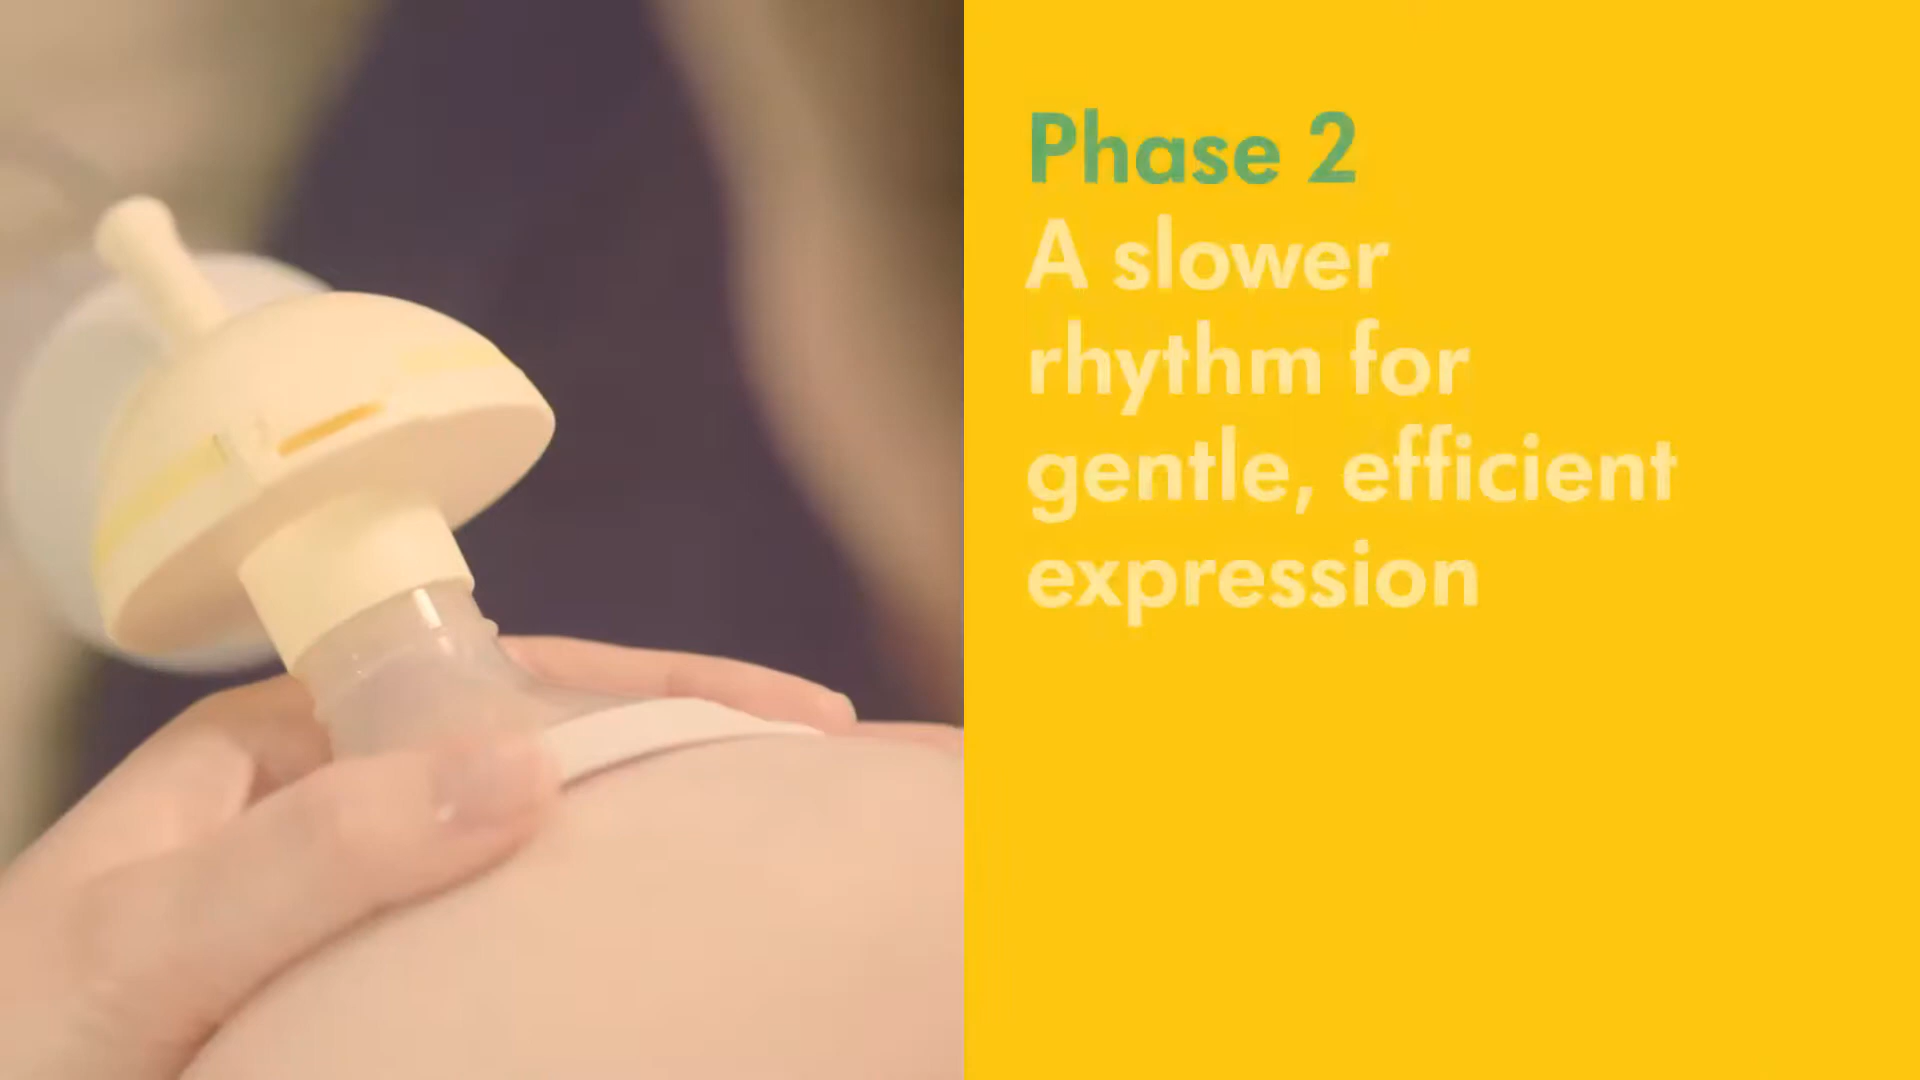 Phase 2
A slower
rhythm for
gentle, efficient
expression